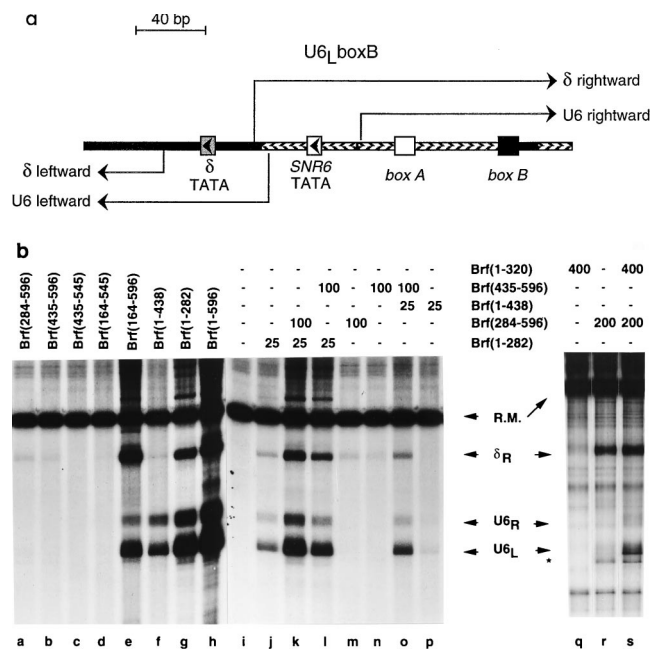 a
40 bp
U6LboxB
δ rightward
U6 rightward
δ leftward
U6 leftward
δ
TATA
SNR6
TATA
box A
box B
b
Brf(284–596)
Brf(435–596)
Brf(435–545)
Brf(164–545)
Brf(164–596)
Brf(1–438)
Brf(1–282)
Brf(1–596)
- - - - - - - - Brf(1–320) 400 - 400
- - - 100 - 100 100 - Brf(435–596) - - -
- - - - - - 25 25 Brf(1–438) - - -
- - 100 - 100 - - - Brf(284–596) - 200 200
- 25 25 25 - - - - Brf(1–282) - - -
R.M.
δR
U6R
U6L
*
a b c d e f g h i j k l m n o p q r s